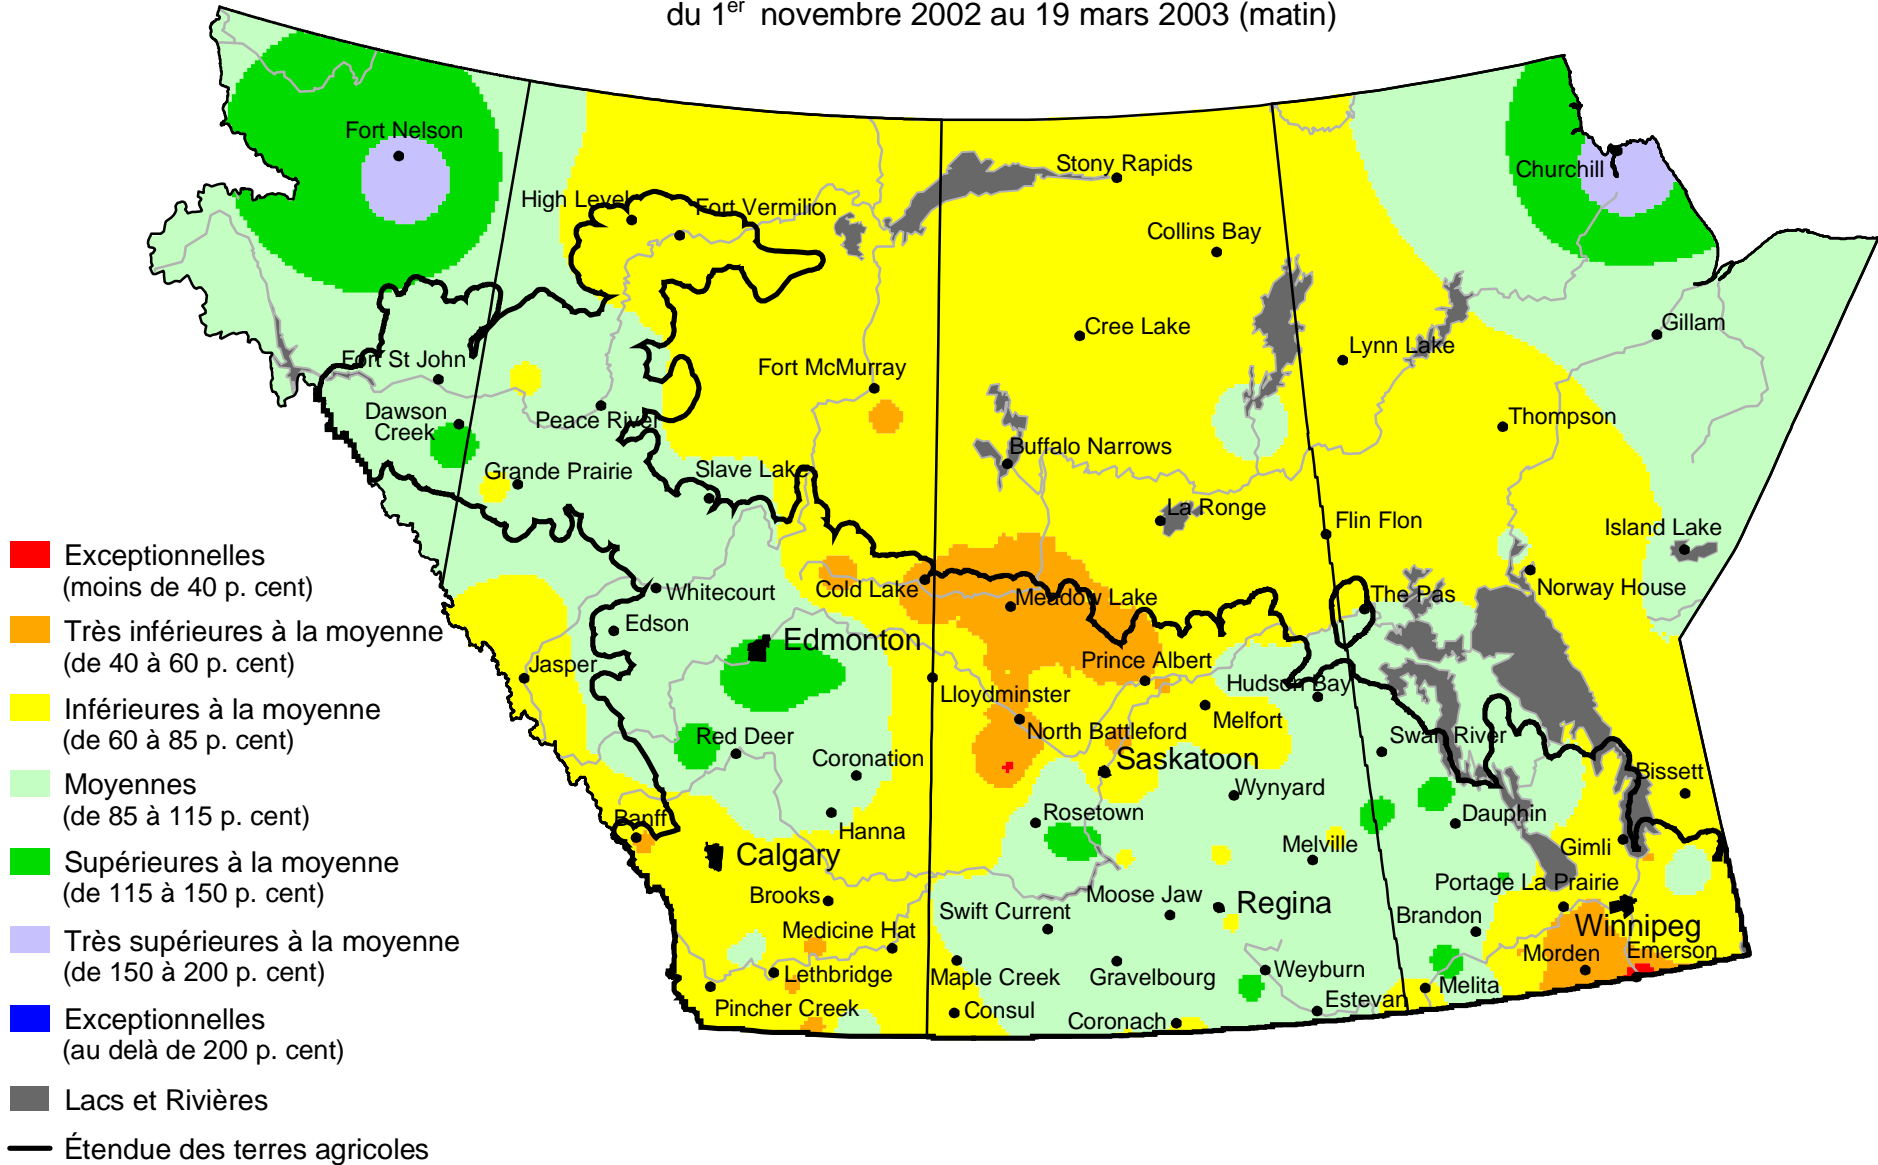 du 1er novembre 2002 au 19 mars 2003 (matin)
Fort Nelson
Churchill
Stony Rapids
High Level
Fort Vermilion
Collins Bay
Gillam
Cree Lake
Lynn Lake
Fort St John
Fort McMurray
Dawson
Creek
Peace River
Thompson
Buffalo Narrows
Grande Prairie
Slave Lake
La Ronge
Flin Flon
Island Lake
Cold Lake
Whitecourt
Meadow Lake
The Pas
Norway House
Edson
Edmonton
Jasper
Prince Albert
Hudson Bay
Lloydminster
Melfort
North Battleford
Red Deer
Swan River
Coronation
Saskatoon
Bissett
Wynyard
Banff
Hanna
Rosetown
Dauphin
Calgary
Melville
Gimli
Brooks
Moose Jaw
Portage La Prairie
Swift Current
Regina
Brandon
Medicine Hat
Winnipeg
Morden
Emerson
Lethbridge
Maple Creek
Gravelbourg
Weyburn
Melita
Pincher Creek
Consul
Coronach
Estevan
Exceptionnelles
(moins de 40 p. cent)
Très inférieures à la moyenne
(de 40 à 60 p. cent)
Inférieures à la moyenne
(de 60 à 85 p. cent)
Moyennes
(de 85 à 115 p. cent)
Supérieures à la moyenne
(de 115 à 150 p. cent)
Très supérieures à la moyenne
(de 150 à 200 p. cent)
Exceptionnelles
(au delà de 200 p. cent)
Lacs et Rivières
Étendue des terres agricoles